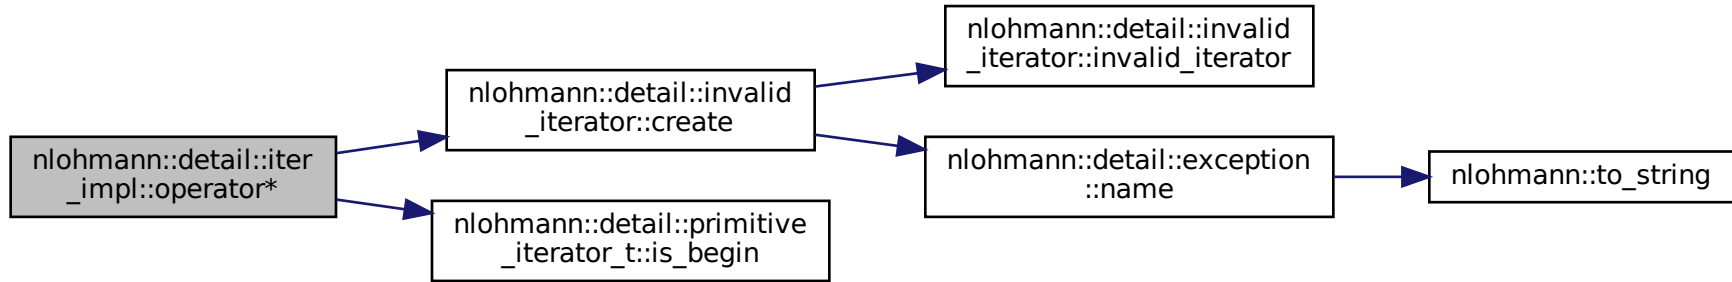 nlohmann::detail::iter
_impl::operator*
nlohmann::detail::invalid
_iterator::create
nlohmann::detail::invalid
_iterator::invalid_iterator
nlohmann::detail::exception
::name
nlohmann::to_string
nlohmann::detail::primitive
_iterator_t::is_begin